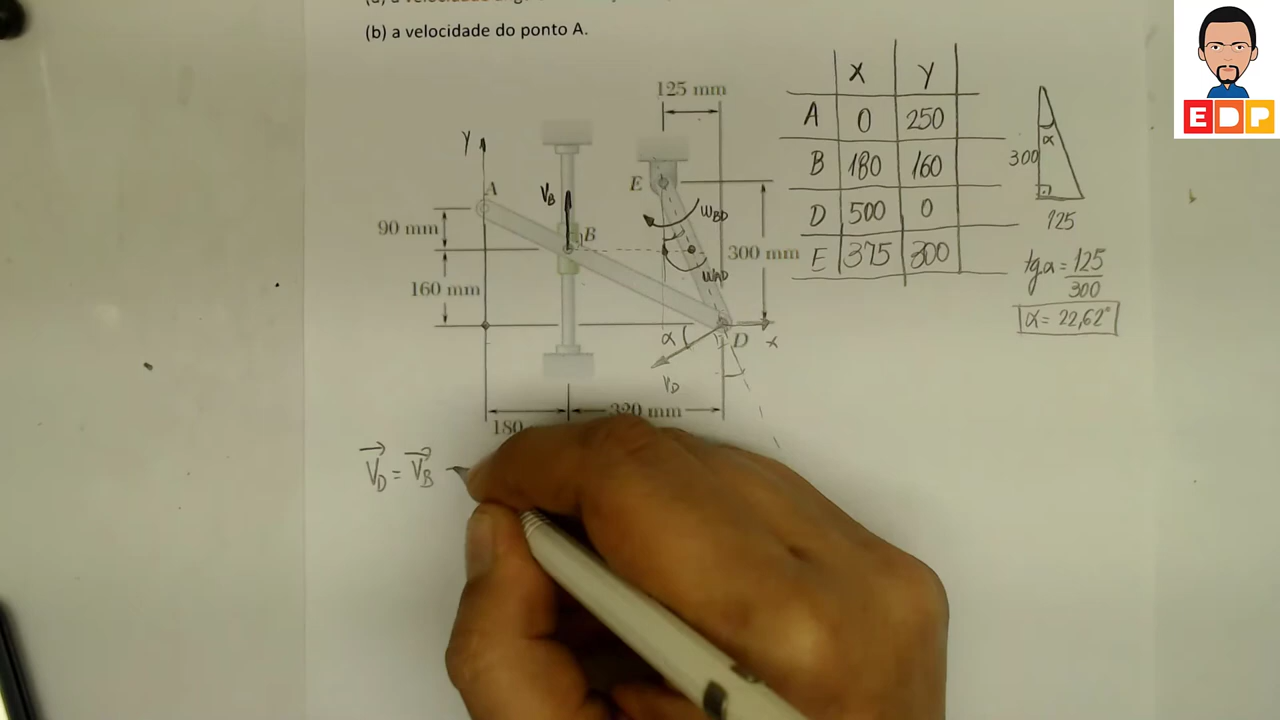 (b) a velocidade do ponto A.
125 mm
Y
A
E
V_B
ω_BD
90 mm
B
300 mm
ω_AD
160 mm
α
D
x
V_D
320 mm
180
X Y
A 0 250
B 180 160
D 500 0
E 375 300
α
300
125
tgα = 125/300
α = 22,62°
V_D = V_B
EDP